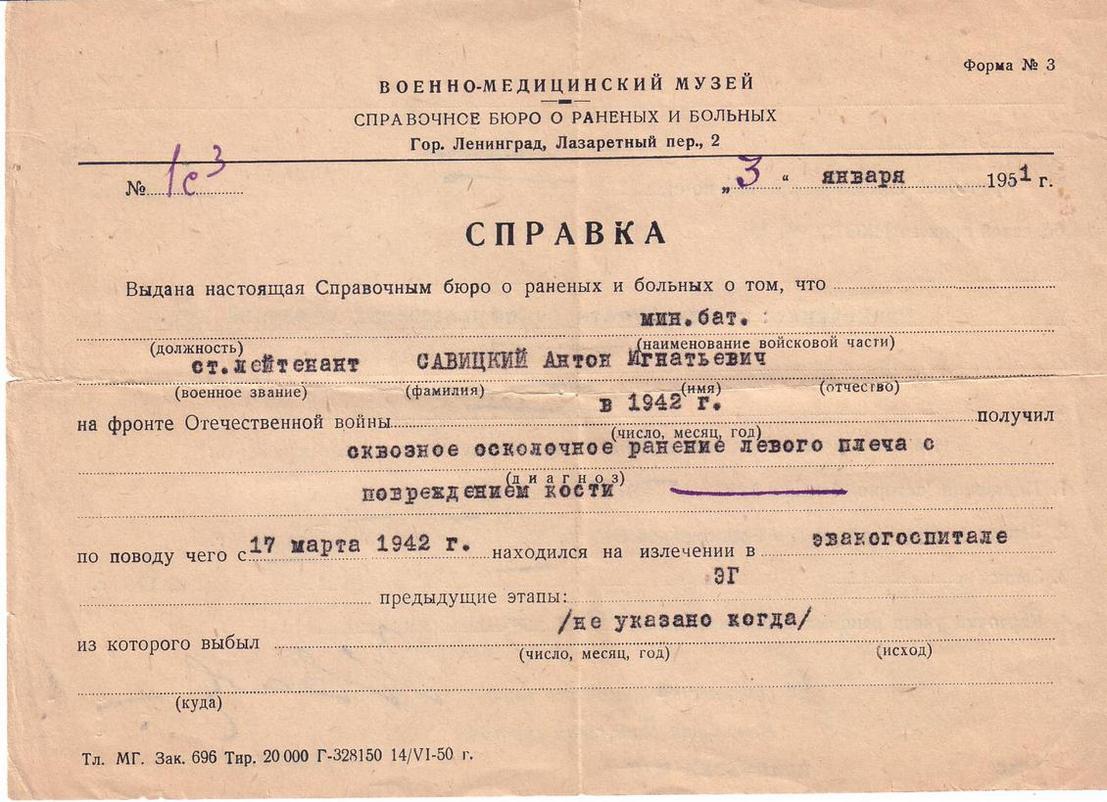 Форма № 3
ВОЕННО-МЕДИЦИНСКИЙ МУЗЕЙ
СПРАВОЧНОЕ БЮРО О РАНЕНЫХ И БОЛЬНЫХ
Гор. Ленинград, Лазаретный пер., 2
№ „3“ января 1951 г.
СПРАВКА
Выдана настоящая Справочным бюро о раненых и больных о том, что
мин.бат.
(должность) (наименование войсковой части)
ст.лейтенант САВИЦКИЙ Антон Игнатьевич
(военное звание) (фамилия) (имя) (отчество)
в 1942 г.
на фронте Отечественной войны получил
(число, месяц, год)
сквозное осколочное ранение левого плеча с
(диагноз)
повреждением кости
по поводу чего с 17 марта 1942 г. находился на излечении в эвакогоспитале
ЭГ
предыдущие этапы:
/не указано когда/
из которого выбыл
(число, месяц, год) (исход)
(куда)
Тл. МГ. Зак. 696 Тир. 20 000 Г-328150 14/VI-50 г.